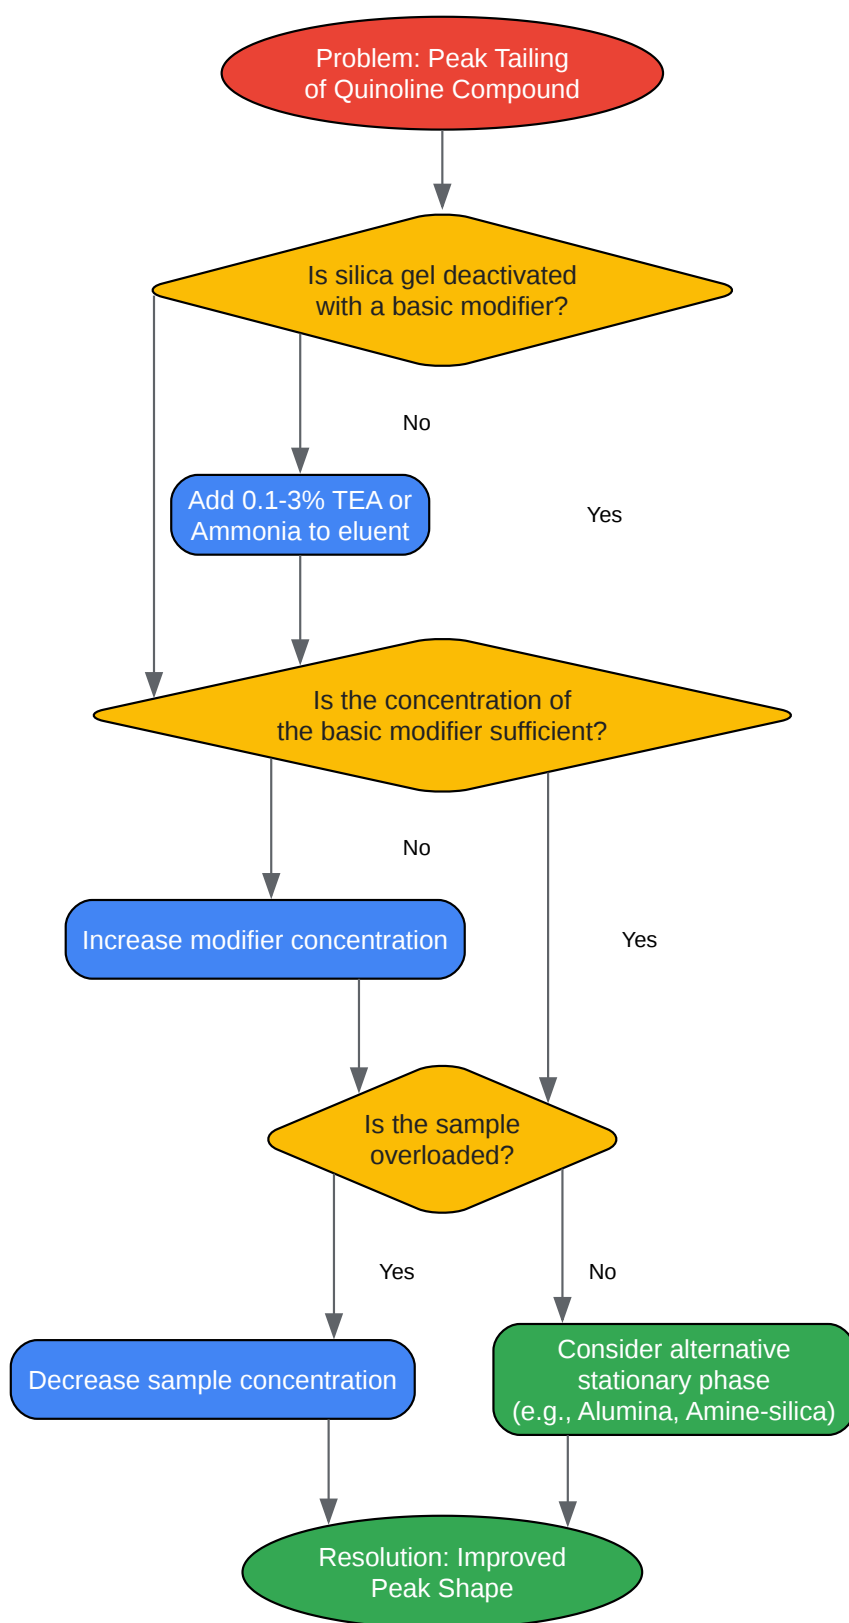 Problem: Peak Tailing
of Quinoline Compound
Is silica gel deactivated
with a basic modifier?
No
Add 0.1-3% TEA or
Ammonia to eluent
Yes
Is the concentration of
the basic modifier sufficient?
No
Increase modifier concentration
Yes
Is the sample
overloaded?
Yes
No
Decrease sample concentration
Consider alternative
stationary phase
(e.g., Alumina, Amine-silica)
Resolution: Improved
Peak Shape